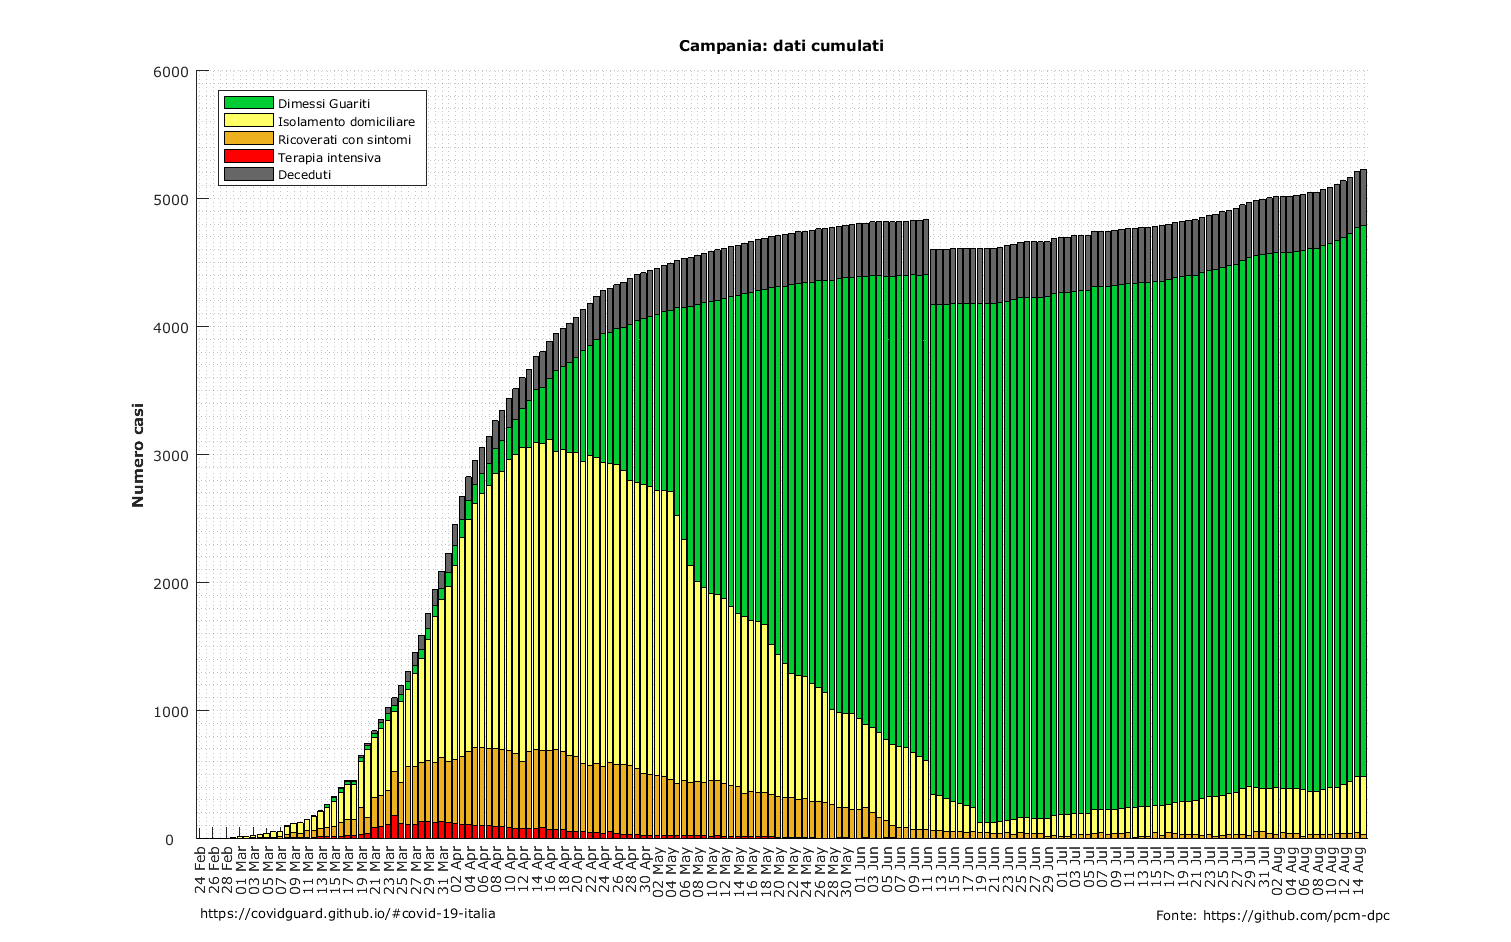 Campania: dati cumulati
Dimessi Guariti
Isolamento domiciliare
Ricoverati con sintomi
Terapia intensiva
Deceduti
Numero casi
6000
5000
4000
3000
2000
1000
0
24 Feb
26 Feb
28 Feb
01 Mar
03 Mar
05 Mar
07 Mar
09 Mar
11 Mar
13 Mar
15 Mar
17 Mar
19 Mar
21 Mar
23 Mar
25 Mar
27 Mar
29 Mar
31 Mar
02 Apr
04 Apr
06 Apr
08 Apr
10 Apr
12 Apr
14 Apr
16 Apr
18 Apr
20 Apr
22 Apr
24 Apr
26 Apr
28 Apr
30 Apr
02 May
04 May
06 May
08 May
10 May
12 May
14 May
16 May
18 May
20 May
22 May
24 May
26 May
28 May
30 May
01 Jun
03 Jun
05 Jun
07 Jun
09 Jun
11 Jun
13 Jun
15 Jun
17 Jun
19 Jun
21 Jun
23 Jun
25 Jun
27 Jun
29 Jun
01 Jul
03 Jul
05 Jul
07 Jul
09 Jul
11 Jul
13 Jul
15 Jul
17 Jul
19 Jul
21 Jul
23 Jul
25 Jul
27 Jul
29 Jul
31 Jul
02 Aug
04 Aug
06 Aug
08 Aug
10 Aug
12 Aug
14 Aug
https://covidguard.github.io/#covid-19-italia
Fonte: https://github.com/pcm-dpc